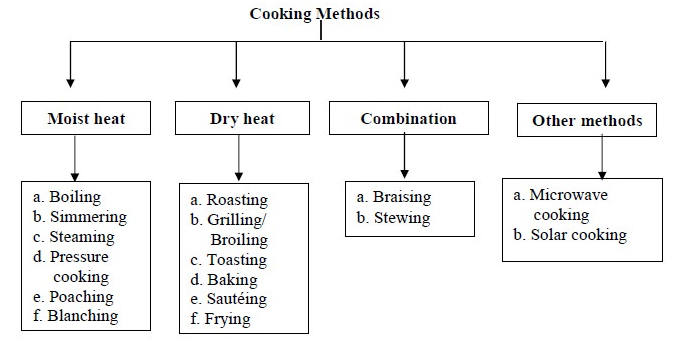 Cooking Methods
Moist heat
Dry heat
Combination
Other methods
a. Boiling
b. Simmering
c. Steaming
d. Pressure
cooking
e. Poaching
f. Blanching
a. Roasting
b. Grilling/
Broiling
c. Toasting
d. Baking
e. Sautéing
f. Frying
a. Braising
b. Stewing
a. Microwave
cooking
b. Solar cooking